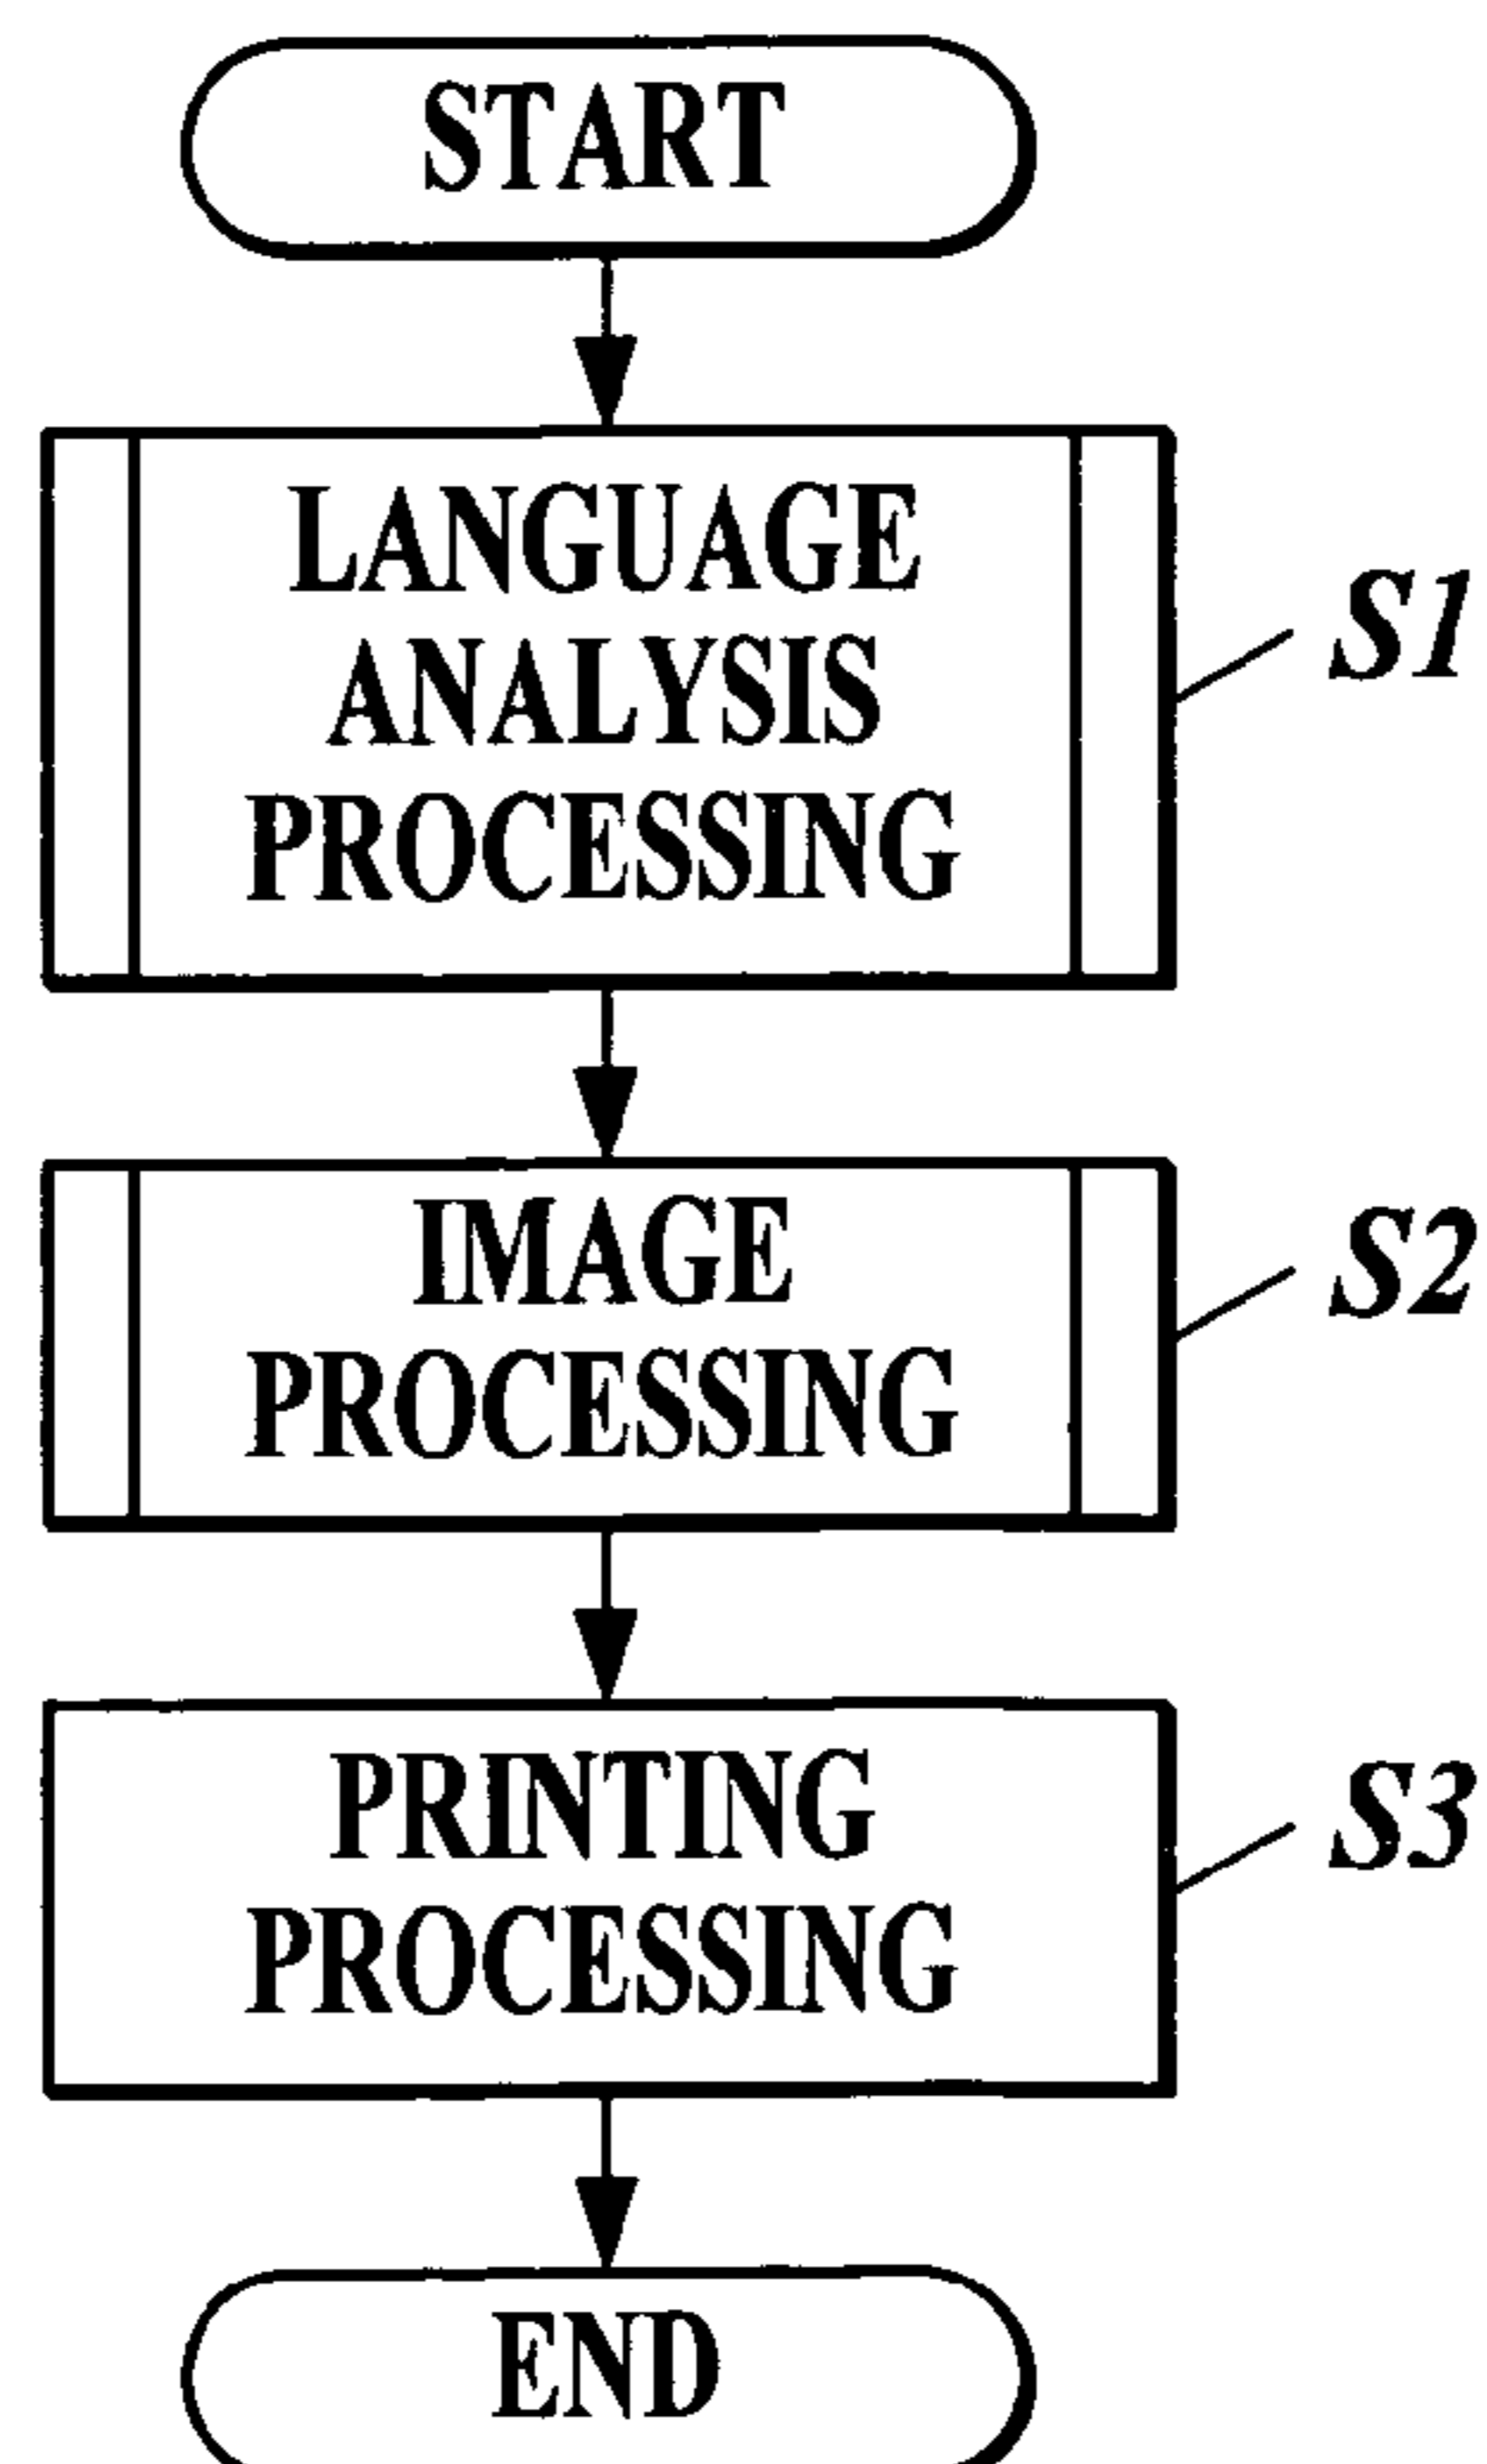 START
LANGUAGE
ANALYSIS
PROCESSING
S1
IMAGE
PROCESSING
S2
PRINTING
PROCESSING
S3
END